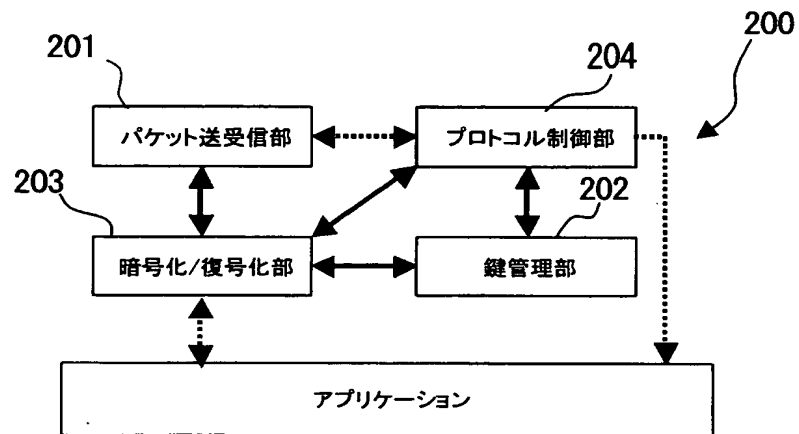 201
204
200
パケット送受信部
プロトコル制御部
203
202
暗号化/復号化部
鍵管理部
アプリケーション